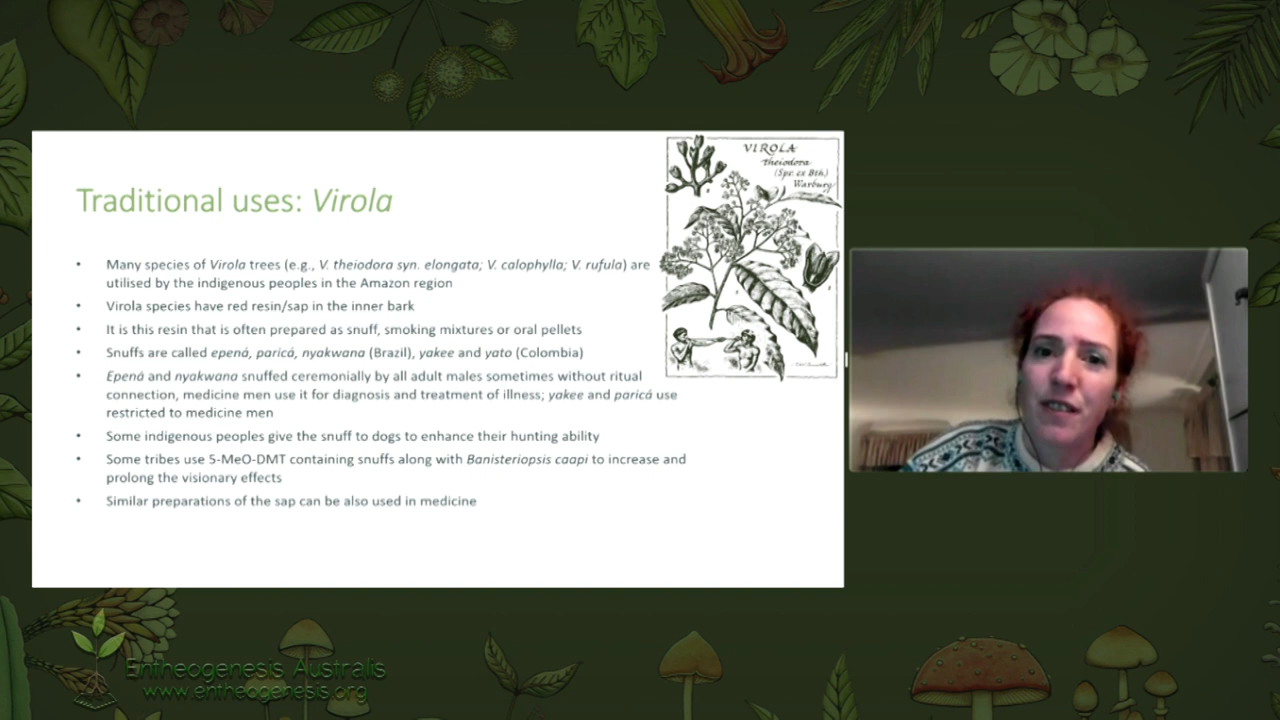 Traditional uses: Virola
• Many species of Virola trees (e.g., V. theiodora syn. elongata; V. calophylla; V. rufula) are
utilised by the indigenous peoples in the Amazon region
• Virola species have red resin/sap in the inner bark
• It is this resin that is often prepared as snuff, smoking mixtures or oral pellets
• Snuffs are called epená, paricá, nyakwana (Brazil), yakee and yato (Colombia)
• Epená and nyakwana snuffed ceremonially by all adult males sometimes without ritual
connection, medicine men use it for diagnosis and treatment of illness; yakee and paricá use
restricted to medicine men
• Some indigenous peoples give the snuff to dogs to enhance their hunting ability
• Some tribes use 5-MeO-DMT containing snuffs along with Banisteriopsis caapi to increase and
prolong the visionary effects
• Similar preparations of the sap can be also used in medicine
VIROLA
theiodora
(Spr. ex Bth.)
Warburg
Entheogenesis Australis
www.entheogenesis.org